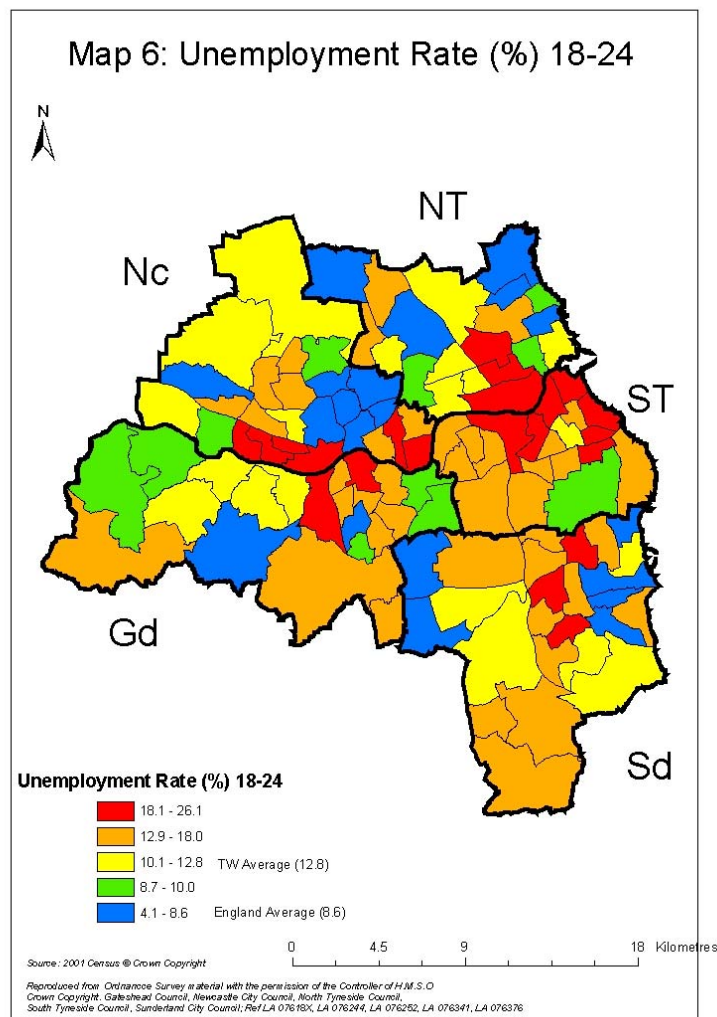 Map 6: Unemployment Rate (%) 18-24
N
NT
Nc
ST
Gd
Sd
Unemployment Rate (%) 18-24
18.1 - 26.1
12.9 - 18.0
10.1 - 12.8 TW Average (12.8)
8.7 - 10.0
4.1 - 8.6 England Average (8.6)
0 4.5 9 18 Kilometres
Source: 2001 Census © Crown Copyright
Reproduced from Ordnancce Survey material with the permission of the Controller of H.M.S.O
Crown Copyright. Gateshead Council, Newcastle City Council, North Tyneside Council,
South Tyneside Council, Sunderland City Council; Ref LA 07618X, LA 076244, LA 076252, LA 076341, LA 076376